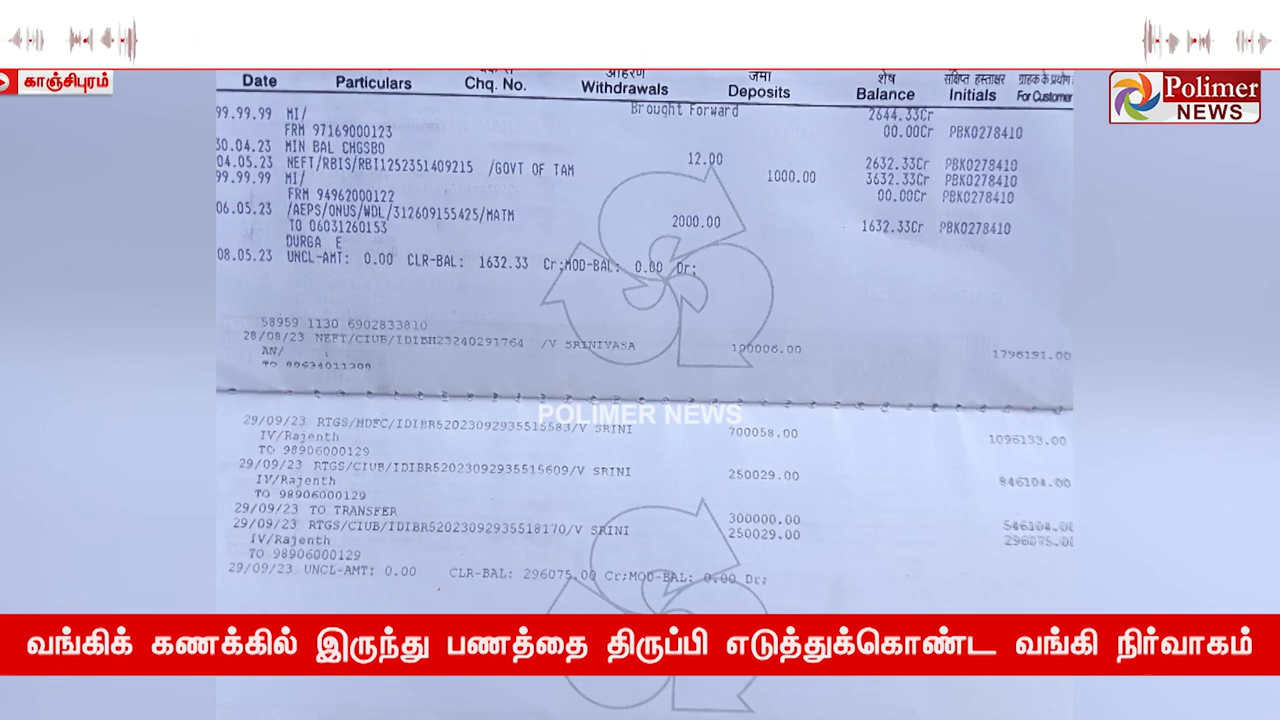 காஞ்சிபுரம்
Polimer
NEWS
Date Particulars Chq. No. Withdrawals जमा Deposits शेष Balance संक्षिप्त हस्ताक्षर Initials For Customer
Brought Forward
99.99.99 MI/ 2644.33Cr
FRM 97169000123 00.00Cr PBK0278410
30.04.23 MIN BAL CHGSBO 12.00 2632.33Cr PBK0278410
04.05.23 NEFT/RBIS/RBI1252351409215 /GOVT OF TAM 1000.00 3632.33Cr PBK0278410
99.99.99 MI/
FRM 94962000122 00.00Cr PBK0278410
06.05.23 /AEPS/ONUS/WDL/312609155425/MATM 2000.00 1632.33Cr PBK0278410
TO 06031260153
DURGA E
08.05.23 UNCL-AMT: 0.00 CLR-BAL: 1632.33 Cr;MOD-BAL: 0.00 Dr;
58959 1130 6902833810
28/08/23 NEFT/CIUB/IDIBH23240291764 /V SRINIVASA 100006.00 1796191.00
AN/
POLIMER NEWS
29/09/23 RTGS/HDFC/IDIBR52023092935515583/V SRINI 700058.00 1096133.00
IV/Rajenth
TO 98906000129
29/09/23 RTGS/CIUB/IDIBR52023092935515609/V SRINI 250029.00 846104.00
IV/Rajenth
TO 98906000129
29/09/23 TO TRANSFER 300000.00 546104.00
29/09/23 RTGS/CIUB/IDIBR52023092935518170/V SRINI 250029.00 296075.00
IV/Rajenth
TO 98906000129
29/09/23 UNCL-AMT: 0.00 CLR-BAL: 296075.00 Cr;MOD-BAL: 0.00 Dr;
வங்கிக் கணக்கில் இருந்து பணத்தை திருப்பி எடுத்துக்கொண்ட வங்கி நிர்வாகம்